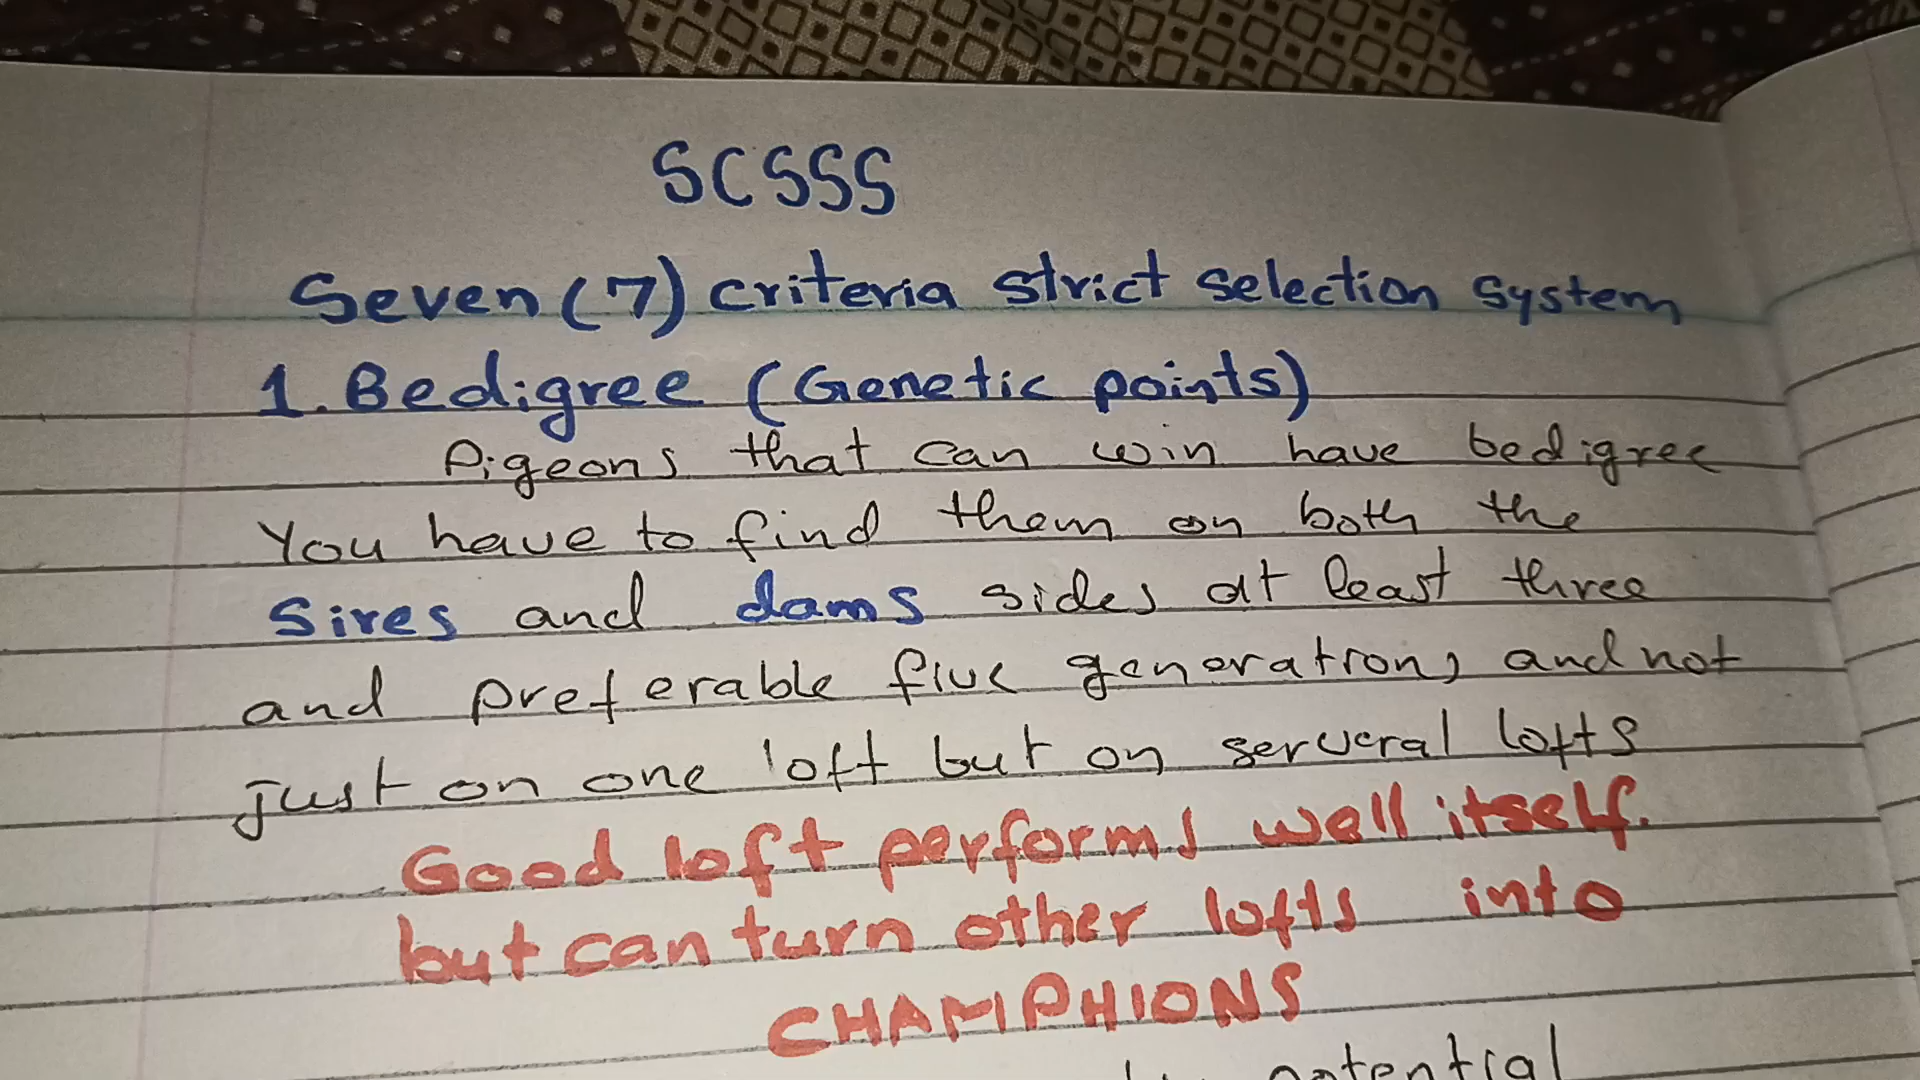 SCSSS
Seven (7) criteria strict selection system
1. Bedigree (Genetic points)
Pigeons that can win have bedigree
You have to find them on both the
Sires and dams sides at least three
and preferable five generations and not
just on one loft but on serveral lofts
Good loft performs well itself.
but can turn other lofts into
CHAMPHIONS
potential